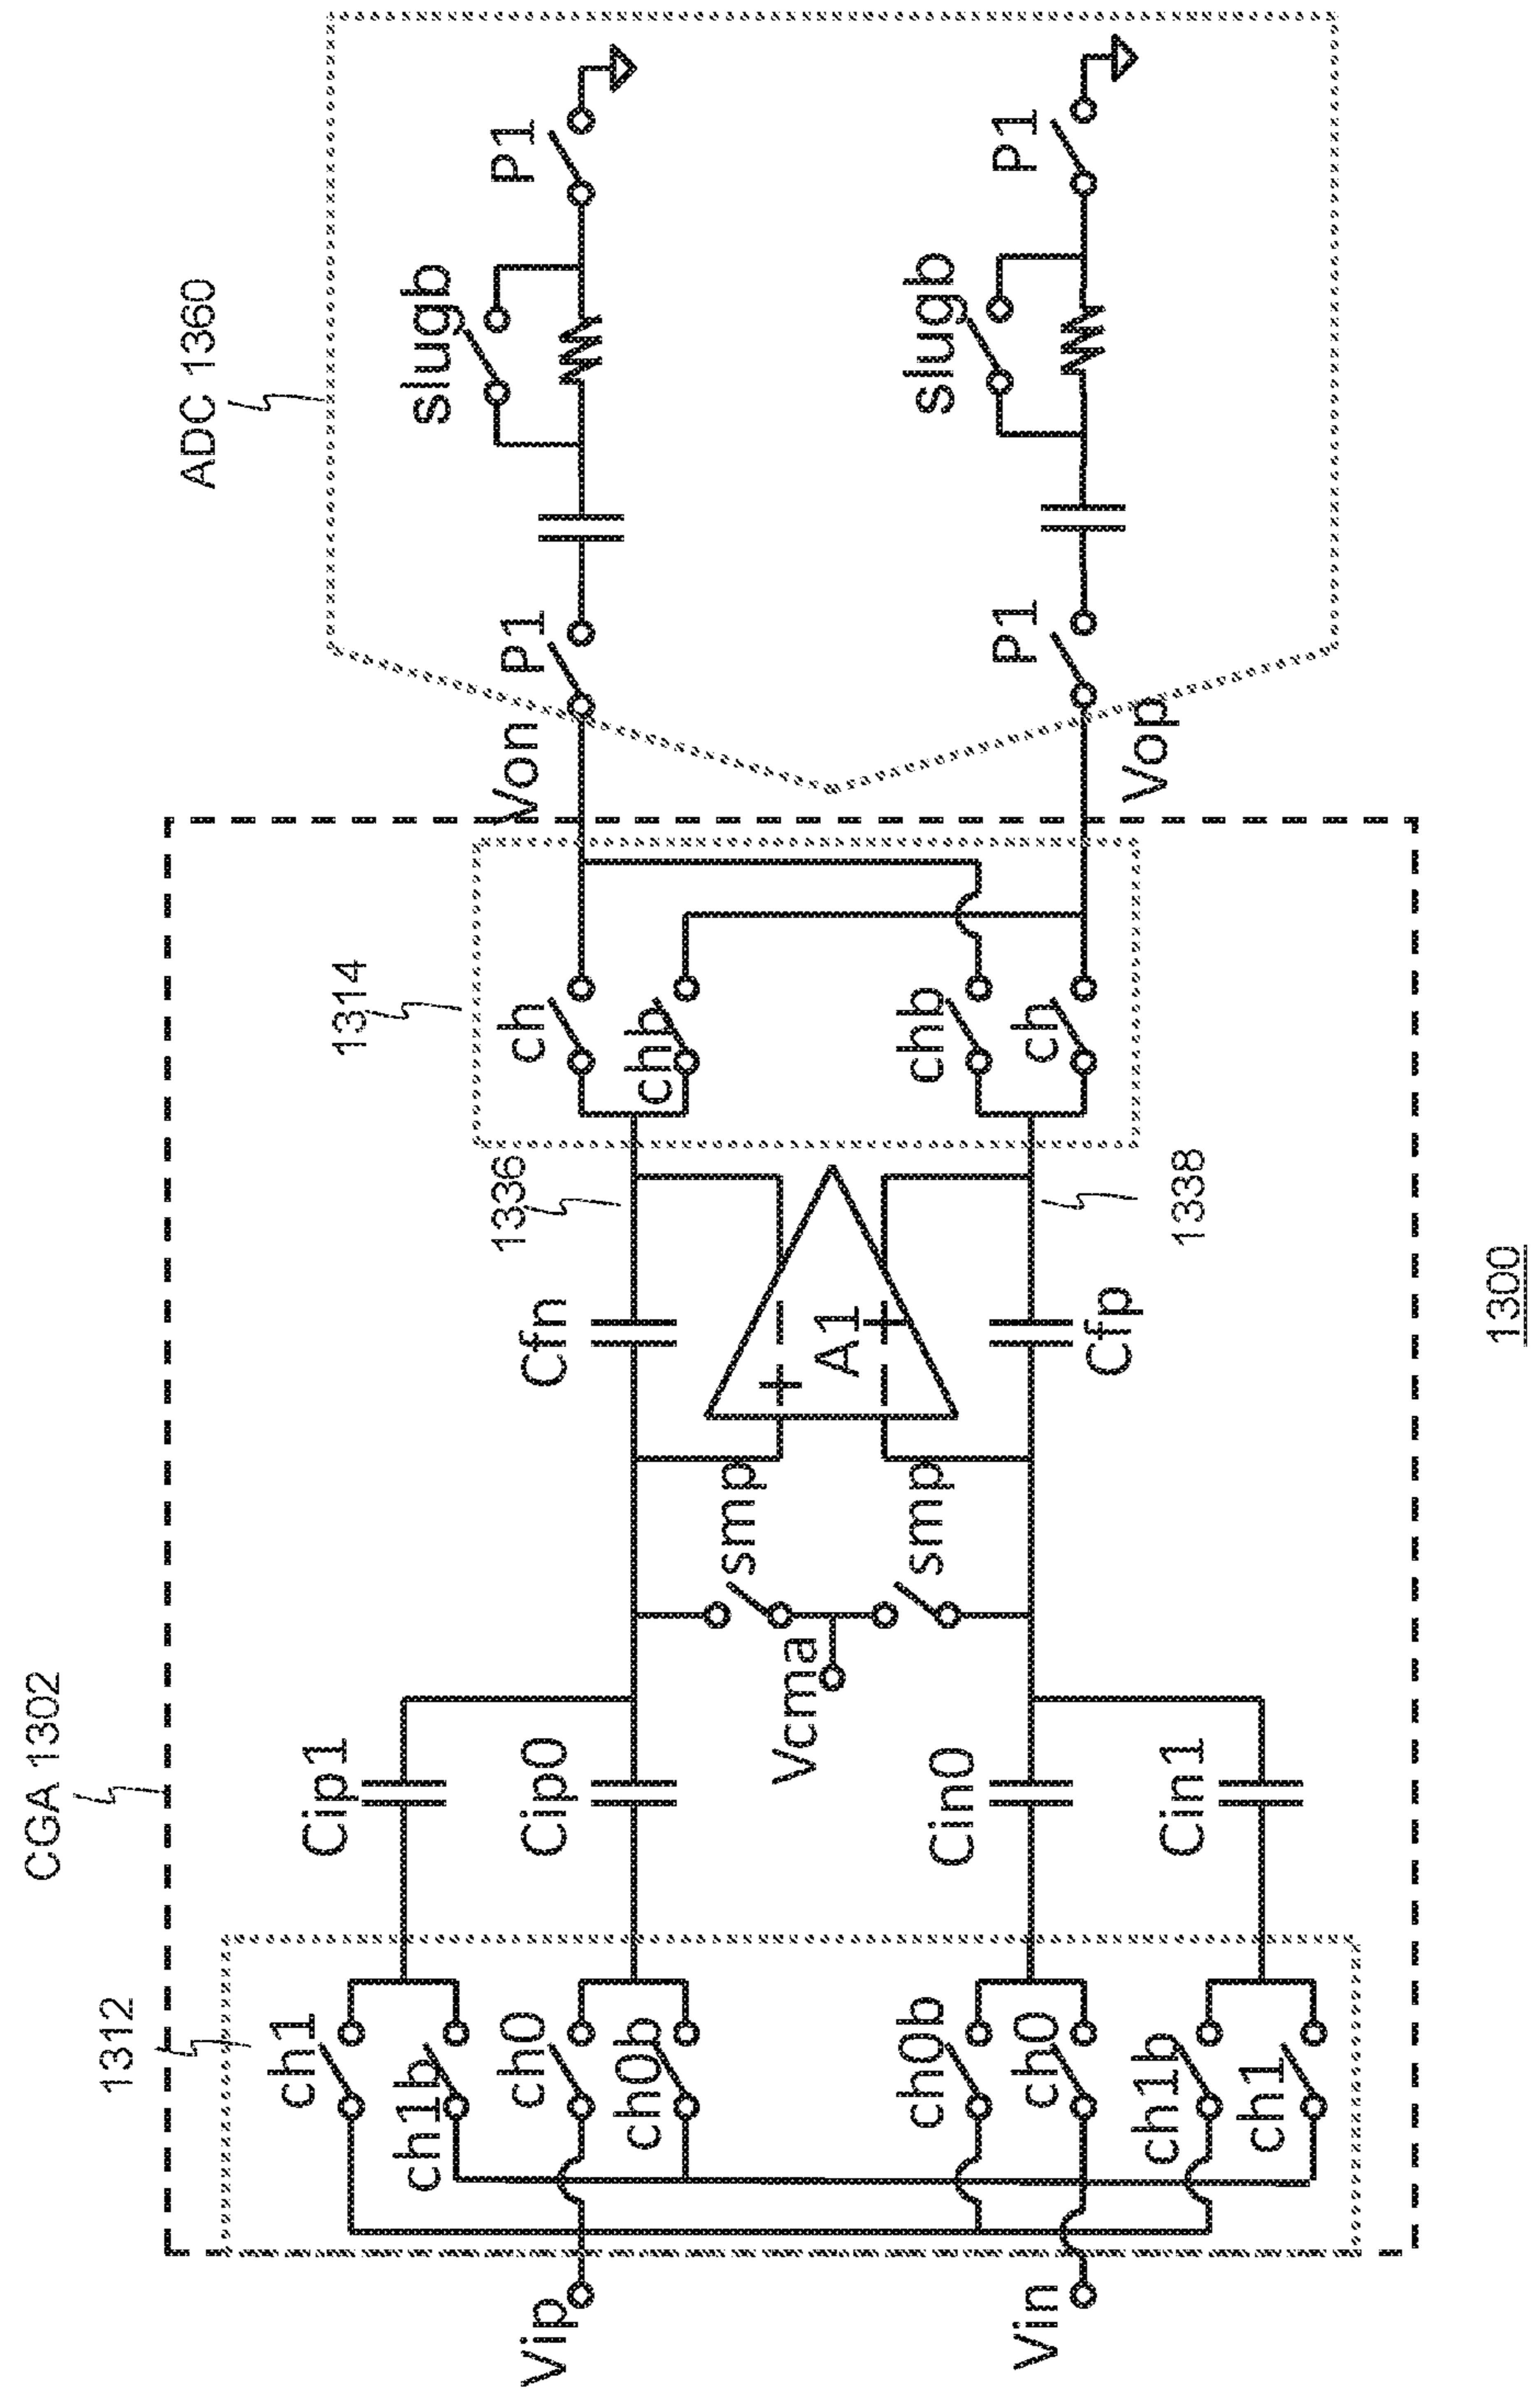 CGA 1302
ADC 1360
1312
1314
ch1
ch1b
ch0
ch0b
ch0b
ch0
ch1b
ch1
Vip
Vin
Cip1
Cip0
Cin0
Cin1
Vcma
smp
smp
Cfn
+ -
A1
- +
Cfp
1336
1338
ch
chb
chb
ch
Von
Vop
P1
slugb
P1
P1
slugb
P1
1300